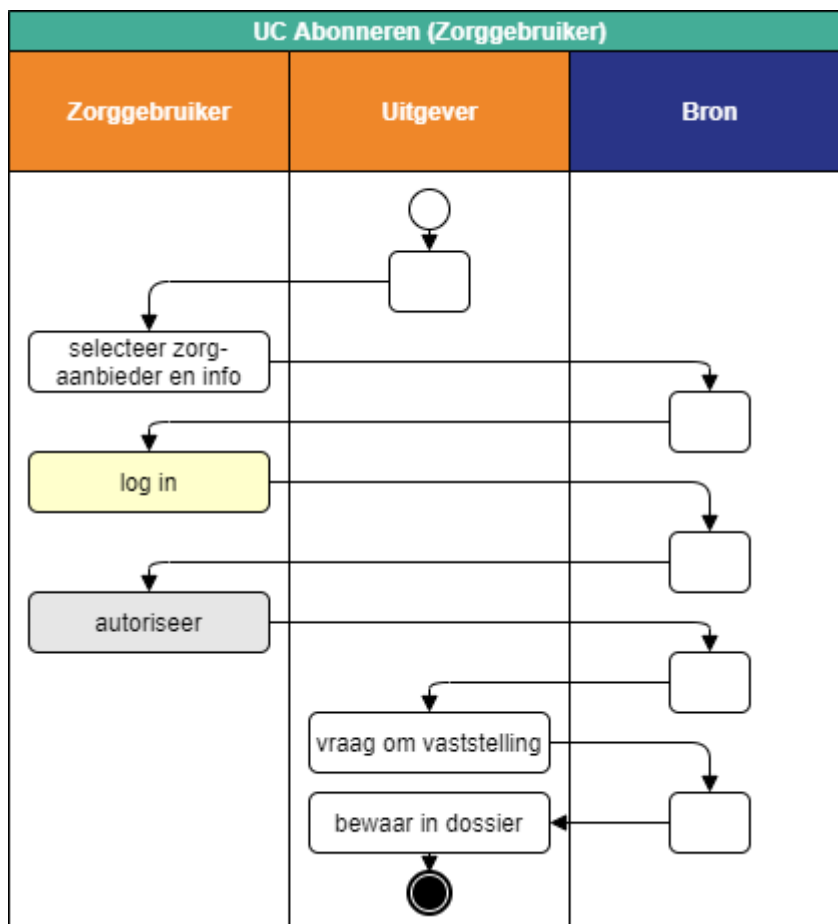 UC Abonneren (Zorggebruiker)
Zorggebruiker
Uitgever
Bron
selecteer zorg-
aanbieder en info
log in
autoriseer
vraag om vaststelling
bewaar in dossier